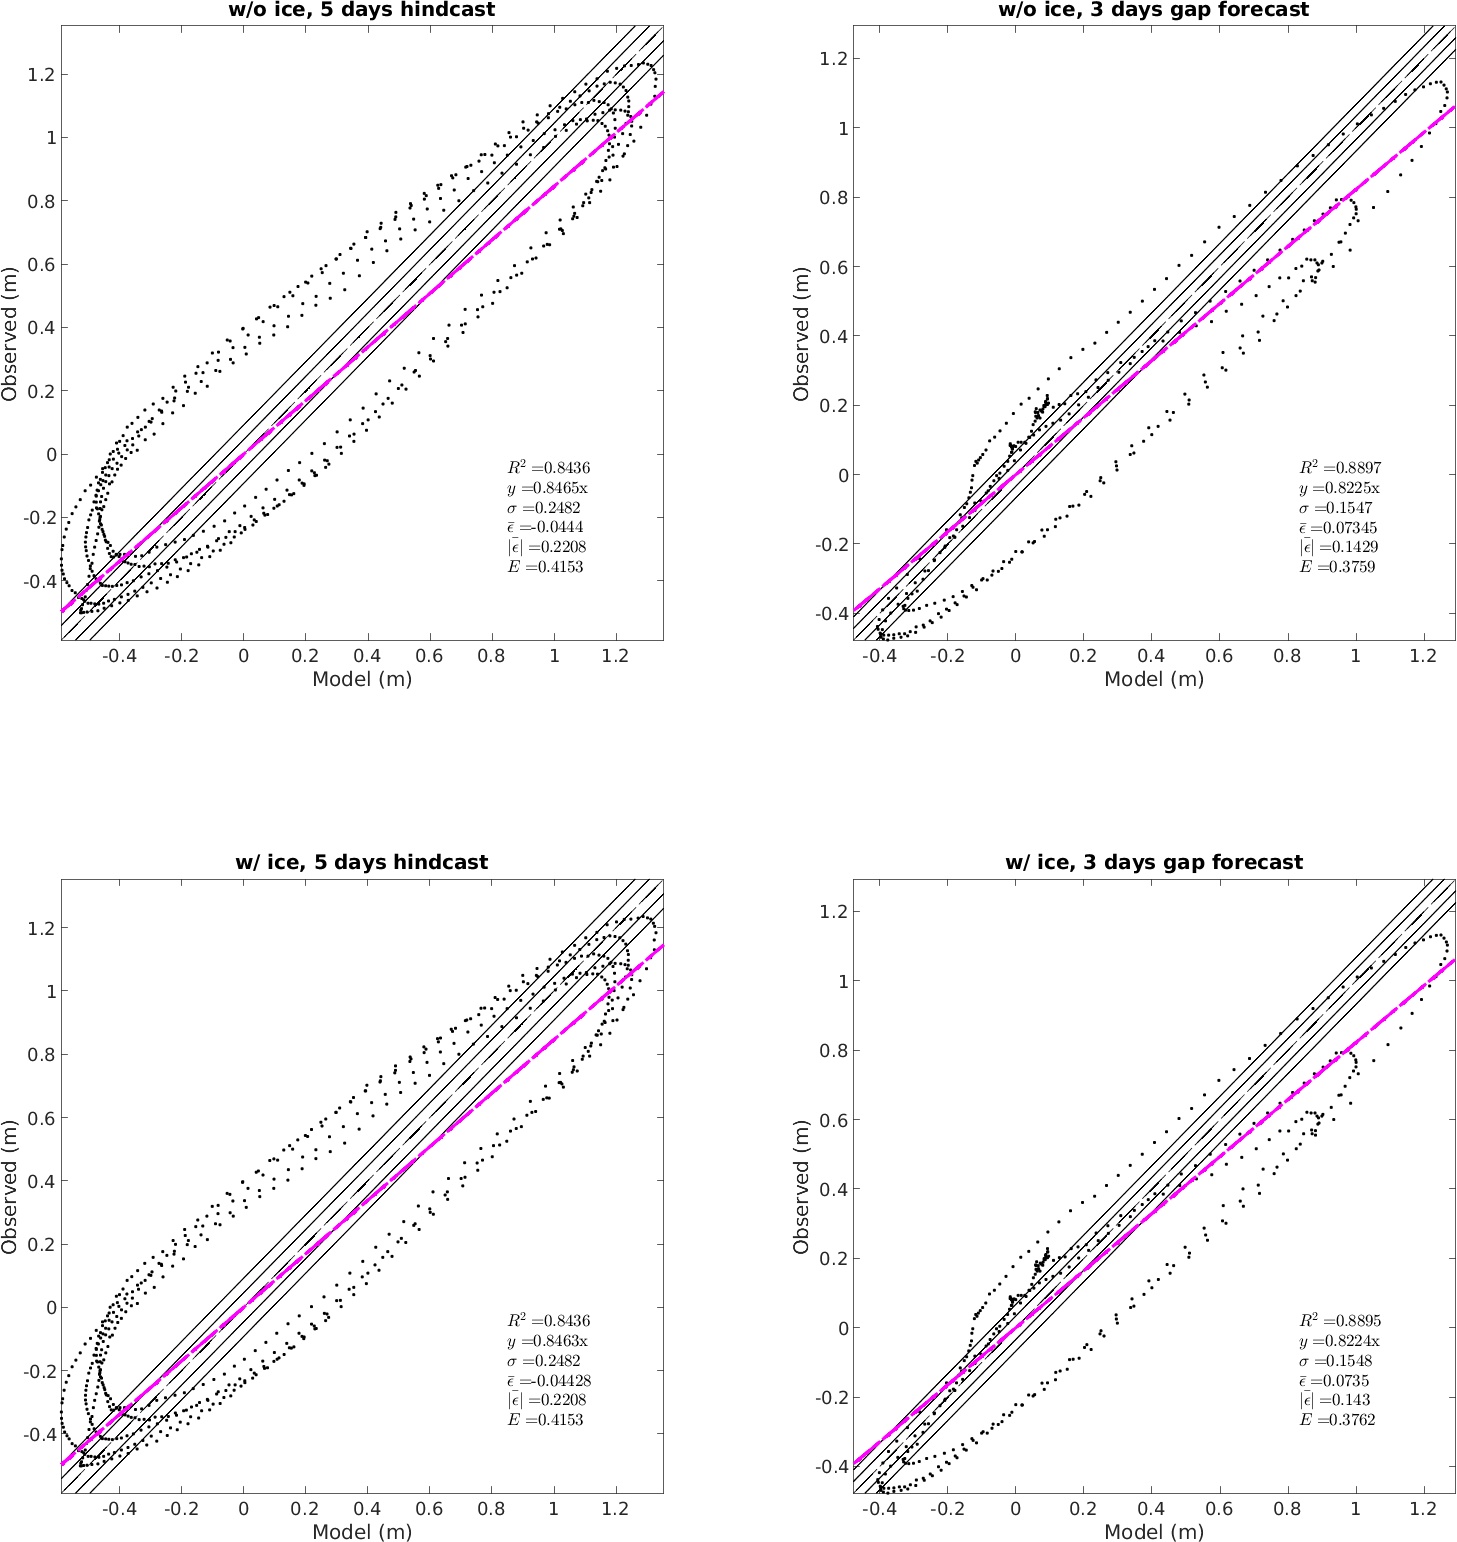 w/o ice, 5 days hindcast
1.2
1
0.8
0.6
0.4
0.2
0
-0.2
-0.4
Observed (m)
R² =0.8436
y =0.8465x
σ =0.2482
ε̄ =-0.0444
|ε̄| =0.2208
E =0.4153
-0.4 -0.2 0 0.2 0.4 0.6 0.8 1 1.2
Model (m)
w/o ice, 3 days gap forecast
1.2
1
0.8
0.6
0.4
0.2
0
-0.2
-0.4
Observed (m)
R² =0.8897
y =0.8225x
σ =0.1547
ε̄ =0.07345
|ε̄| =0.1429
E =0.3759
-0.4 -0.2 0 0.2 0.4 0.6 0.8 1 1.2
Model (m)
w/ ice, 5 days hindcast
1.2
1
0.8
0.6
0.4
0.2
0
-0.2
-0.4
Observed (m)
R² =0.8436
y =0.8463x
σ =0.2482
ε̄ =-0.04428
|ε̄| =0.2208
E =0.4153
-0.4 -0.2 0 0.2 0.4 0.6 0.8 1 1.2
Model (m)
w/ ice, 3 days gap forecast
1.2
1
0.8
0.6
0.4
0.2
0
-0.2
-0.4
Observed (m)
R² =0.8895
y =0.8224x
σ =0.1548
ε̄ =0.0735
|ε̄| =0.143
E =0.3762
-0.4 -0.2 0 0.2 0.4 0.6 0.8 1 1.2
Model (m)